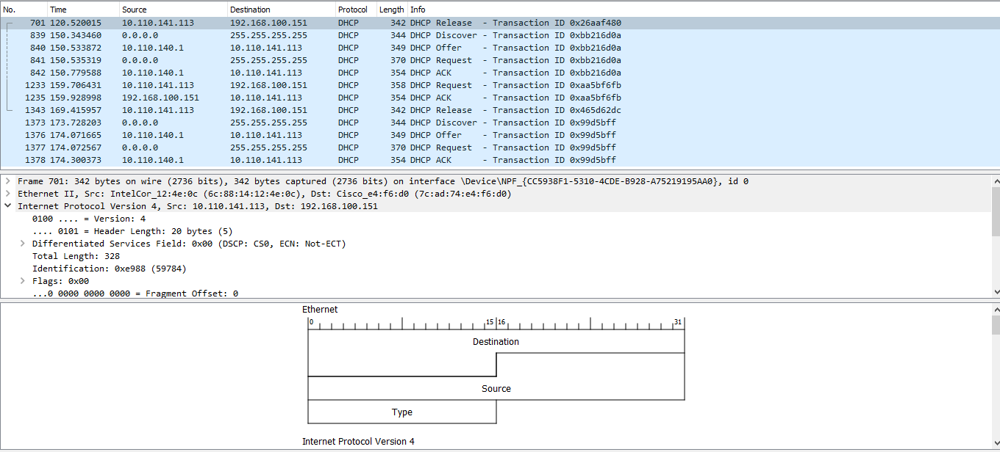 No. Time Source Destination Protocol Length Info
701 120.520015 10.110.141.113 192.168.100.151 DHCP 342 DHCP Release - Transaction ID 0x26aaf480
839 150.343460 0.0.0.0 255.255.255.255 DHCP 344 DHCP Discover - Transaction ID 0xbb216d0a
840 150.533872 10.110.140.1 10.110.141.113 DHCP 349 DHCP Offer - Transaction ID 0xbb216d0a
841 150.535319 0.0.0.0 255.255.255.255 DHCP 370 DHCP Request - Transaction ID 0xbb216d0a
842 150.779588 10.110.140.1 10.110.141.113 DHCP 354 DHCP ACK - Transaction ID 0xbb216d0a
1233 159.706431 10.110.141.113 192.168.100.151 DHCP 358 DHCP Request - Transaction ID 0xaa5bf6fb
1235 159.928998 192.168.100.151 10.110.141.113 DHCP 354 DHCP ACK - Transaction ID 0xaa5bf6fb
1343 169.415957 10.110.141.113 192.168.100.151 DHCP 342 DHCP Release - Transaction ID 0x465d62dc
1373 173.728203 0.0.0.0 255.255.255.255 DHCP 344 DHCP Discover - Transaction ID 0x99d5bff
1376 174.071665 10.110.140.1 10.110.141.113 DHCP 349 DHCP Offer - Transaction ID 0x99d5bff
1377 174.072567 0.0.0.0 255.255.255.255 DHCP 370 DHCP Request - Transaction ID 0x99d5bff
1378 174.300373 10.110.140.1 10.110.141.113 DHCP 354 DHCP ACK - Transaction ID 0x99d5bff
Frame 701: 342 bytes on wire (2736 bits), 342 bytes captured (2736 bits) on interface \Device\NPF_{CC5938F1-5310-4CDE-B928-A75219195AA0}, id 0
Ethernet II, Src: IntelCor_12:4e:0c (6c:88:14:12:4e:0c), Dst: Cisco_e4:f6:d0 (7c:ad:74:e4:f6:d0)
Internet Protocol Version 4, Src: 10.110.141.113, Dst: 192.168.100.151
0100 .... = Version: 4
.... 0101 = Header Length: 20 bytes (5)
Differentiated Services Field: 0x00 (DSCP: CS0, ECN: Not-ECT)
Total Length: 328
Identification: 0xe988 (59784)
Flags: 0x00
...0 0000 0000 0000 = Fragment Offset: 0
Ethernet
0 15 16 31
Destination
Source
Type
Internet Protocol Version 4